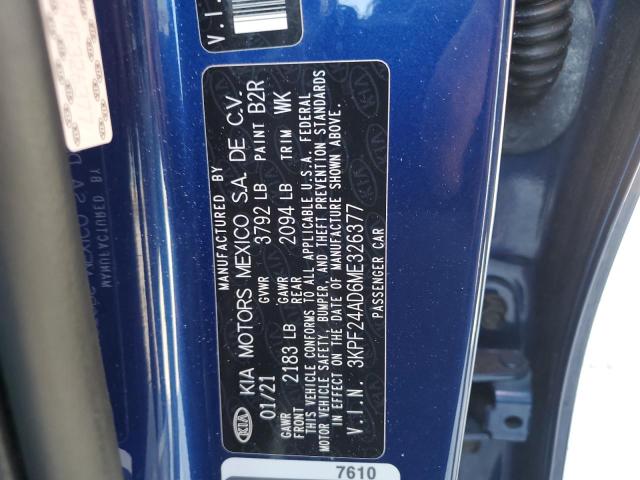 V.I.
MANUFACTURED BY
KIA KIA MOTORS MEXICO S.A. DE C.V.
01/21 GVWR 3792 LB PAINT B2R
GAWR FRONT 2183 LB GAWR REAR 2094 LB TRIM WK
THIS VEHICLE CONFORMS TO ALL APPLICABLE U.S.A. FEDERAL
MOTOR VEHICLE SAFETY, BUMPER, AND THEFT PREVENTION STANDARDS
IN EFFECT ON THE DATE OF MANUFACTURE SHOWN ABOVE.
V.I.N. 3KPF24AD6ME326377
PASSENGER CAR
7610